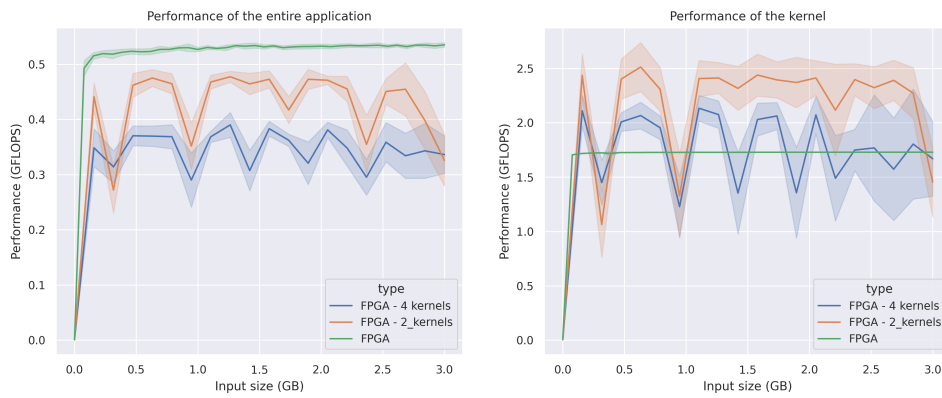 Performance of the entire application
Performance (GFLOPS)
0.5
0.4
0.3
0.2
0.1
0.0
0.0 0.5 1.0 1.5 2.0 2.5 3.0
Input size (GB)
type
FPGA - 4 kernels
FPGA - 2_kernels
FPGA
Performance of the kernel
Performance (GFLOPS)
2.5
2.0
1.5
1.0
0.5
0.0
0.0 0.5 1.0 1.5 2.0 2.5 3.0
Input size (GB)
type
FPGA - 4 kernels
FPGA - 2_kernels
FPGA